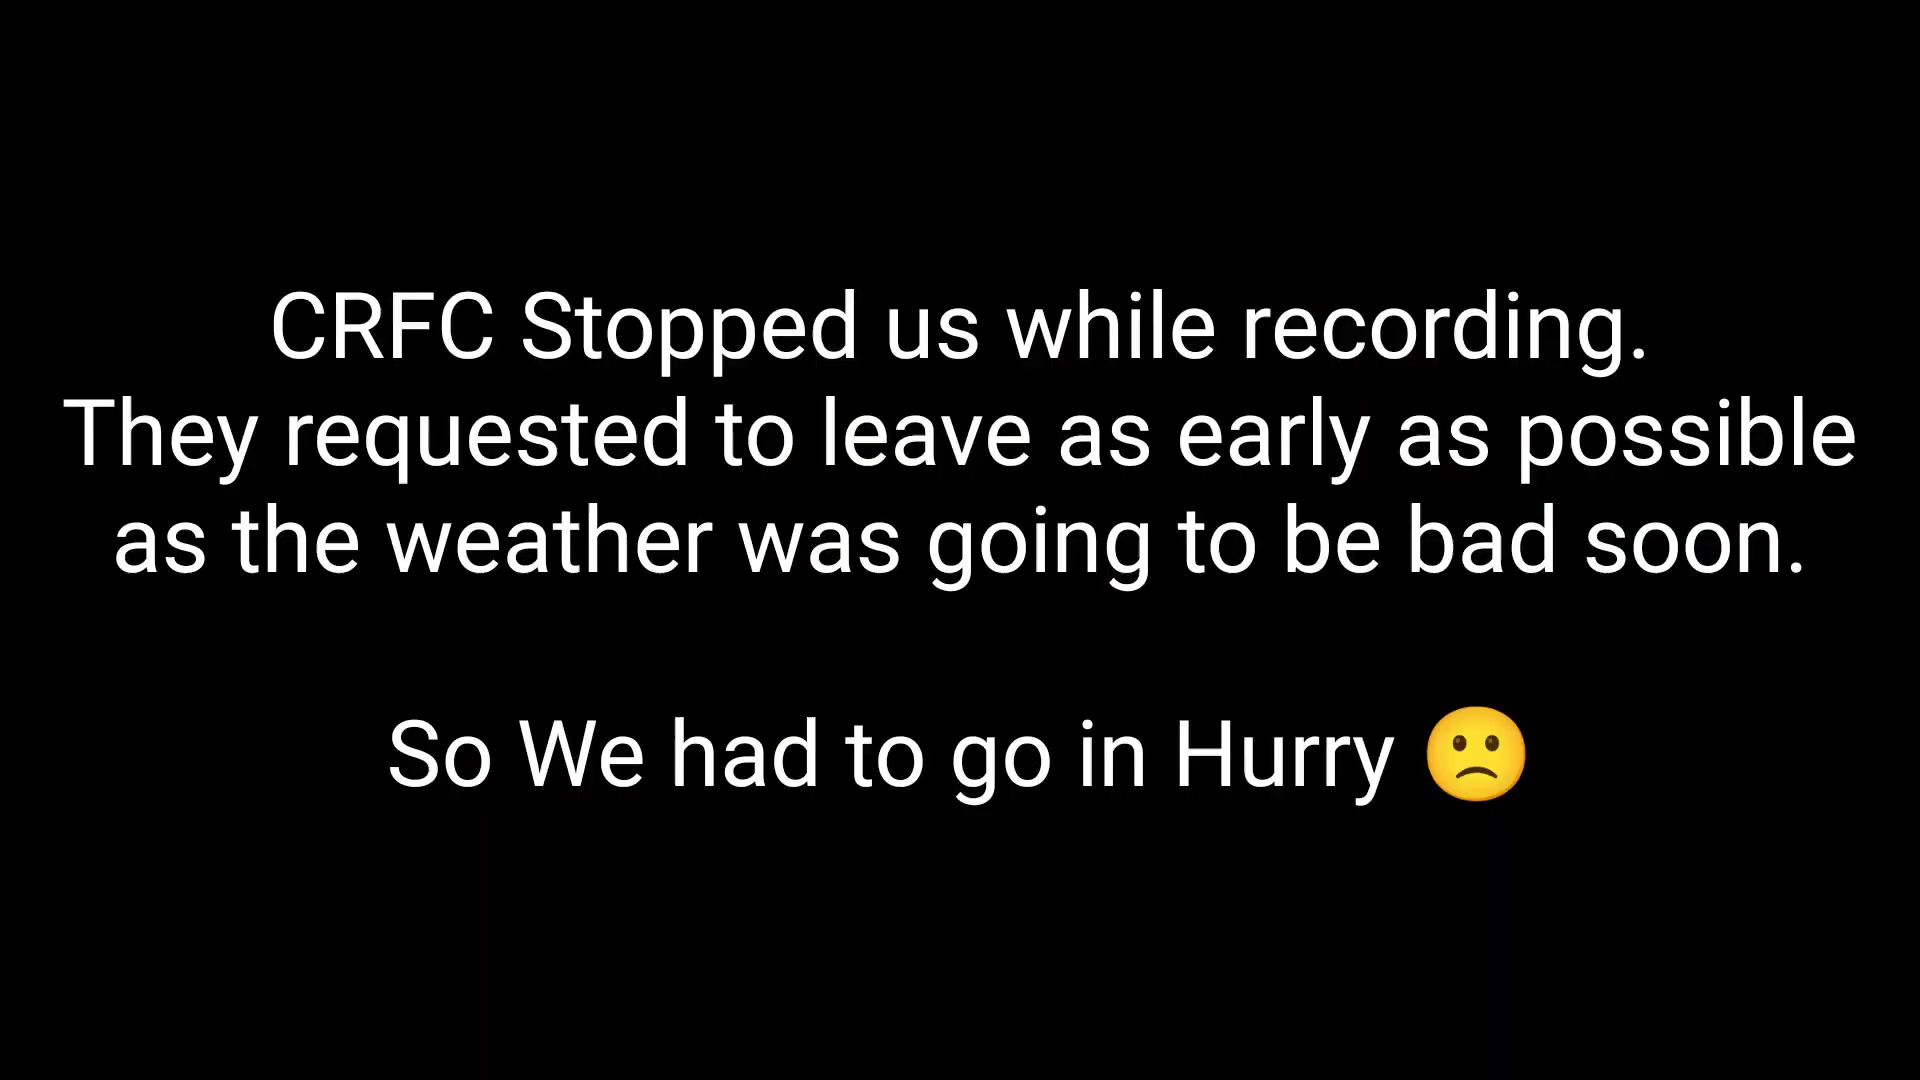 CRFC Stopped us while recording.
They requested to leave as early as possible
as the weather was going to be bad soon.
So We had to go in Hurry 🙁